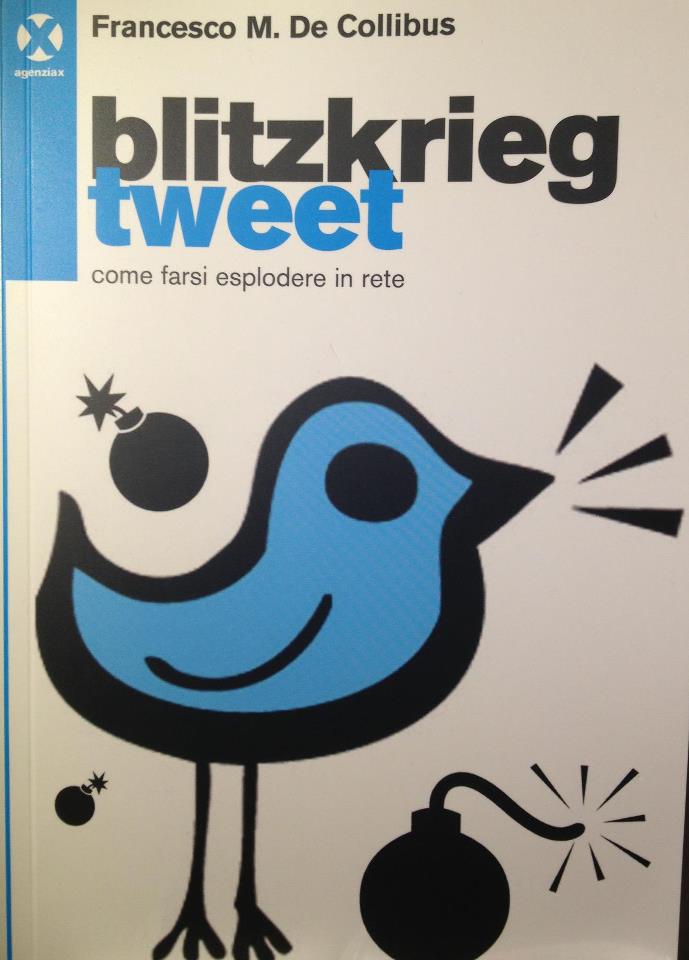 Francesco M. De Collibus
agenziax
blitzkrieg
tweet
come farsi esplodere in rete